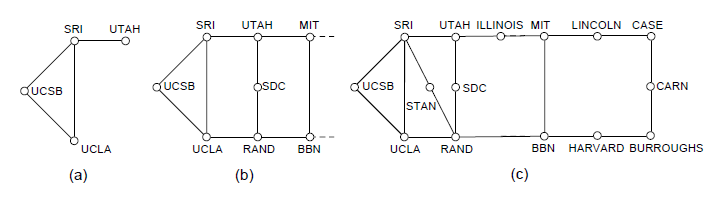 SRI UTAH
UCSB
UCLA
(a)
SRI UTAH MIT
UCSB SDC
UCLA RAND BBN
(b)
SRI UTAH ILLINOIS MIT LINCOLN CASE
UCSB SDC CARN
STAN
UCLA RAND BBN HARVARD BURROUGHS
(c)